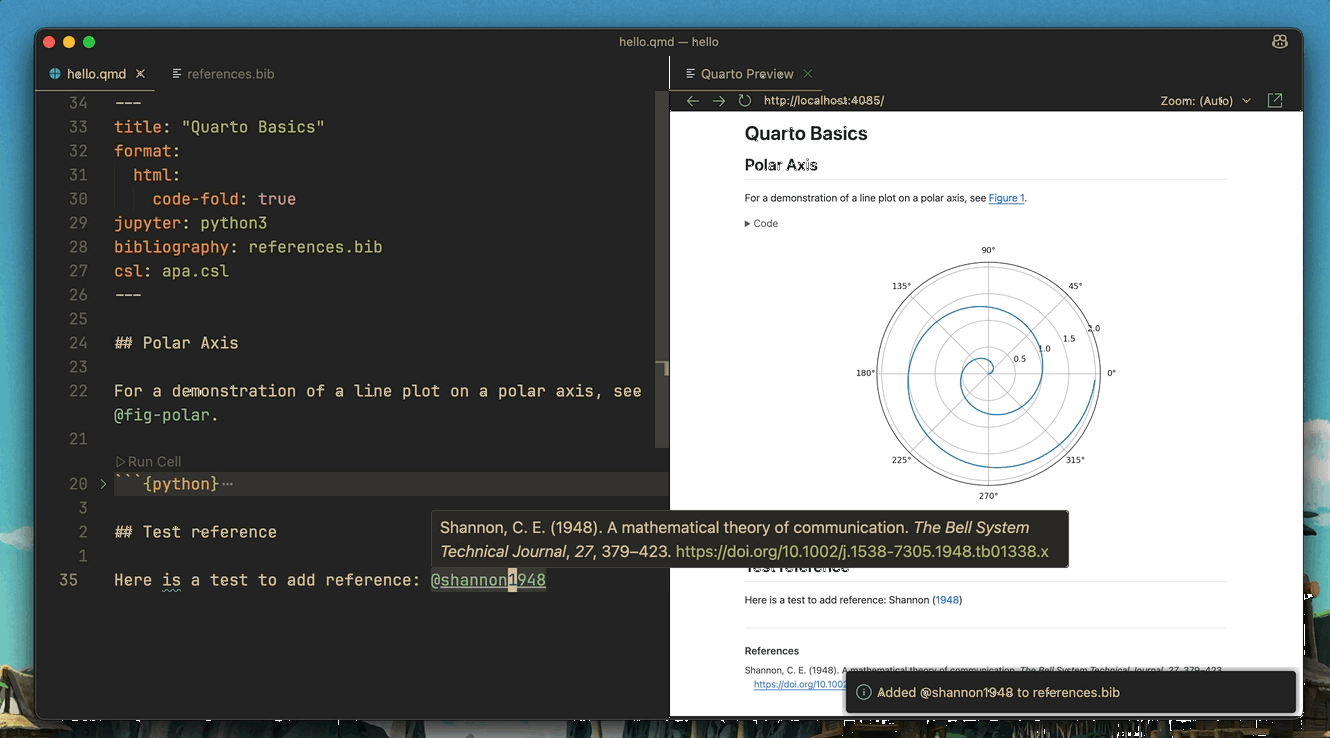 hello.qmd — hello
hello.qmd
references.bib
34 ---
33 title: "Quarto Basics"
32 format:
31 html:
30 code-fold: true
29 jupyter: python3
28 bibliography: references.bib
27 csl: apa.csl
26 ---
25
24 ## Polar Axis
23
22 For a demonstration of a line plot on a polar axis, see
@fig-polar.
21
Run Cell
20 ```{python}⋯
3
2 ## Test reference
1
35 Here is a test to add reference: @shannon1948
Shannon, C. E. (1948). A mathematical theory of communication. The Bell System
Technical Journal, 27, 379–423. https://doi.org/10.1002/j.1538-7305.1948.tb01338.x
Quarto Preview
http://localhost:4085/
Zoom: (Auto)
Quarto Basics
Polar Axis
For a demonstration of a line plot on a polar axis, see Figure 1.
Code
90°
135° 45°
2.0
1.5
1.0
0.5
180° 0°
225° 315°
270°
Test reference
Here is a test to add reference: Shannon (1948)
References
Shannon, C. E. (1948). A mathematical theory of communication. The Bell System Technical Journal, 27, 379–423.
https://doi.org/10.1002
Added @shannon1948 to references.bib